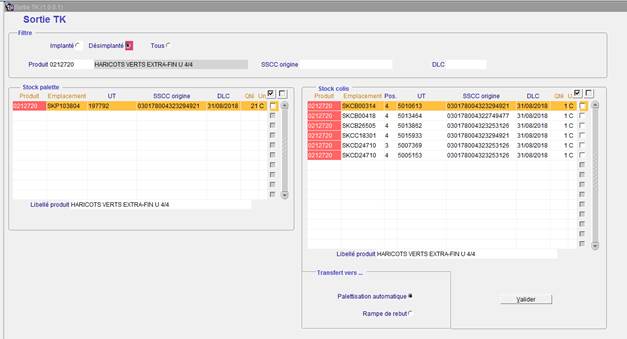 Sortie TK (1.0.0.1)
Sortie TK
Filtre
Implanté Désimplanté Tous
Produit 0212720 HARICOTS VERTS EXTRA-FIN U 4/4 SSCC origine DLC
Stock palette
Produit Emplacement UT SSCC origine DLC Qté Un
0212720 SKP103804 197792 030178004323294921 31/08/2018 21 C
Libellé produit HARICOTS VERTS EXTRA-FIN U 4/4
Stock colis
Produit Emplacement Pos. UT SSCC origine DLC Qté U.
0212720 SKCB00314 4 5010613 030178004323294921 31/08/2018 1 C
0212720 SKCB00418 4 5013464 030178004322749477 31/08/2018 1 C
0212720 SKCB26505 4 5013862 030178004323253126 31/08/2018 1 C
0212720 SKCC18301 4 5015933 030178004323294921 31/08/2018 1 C
0212720 SKCD24710 3 5007369 030178004323253126 31/08/2018 1 C
0212720 SKCD24710 4 5005153 030178004323253126 31/08/2018 1 C
Libellé produit HARICOTS VERTS EXTRA-FIN U 4/4
Transfert vers ...
Palettisation automatique
Rampe de rebut
Valider